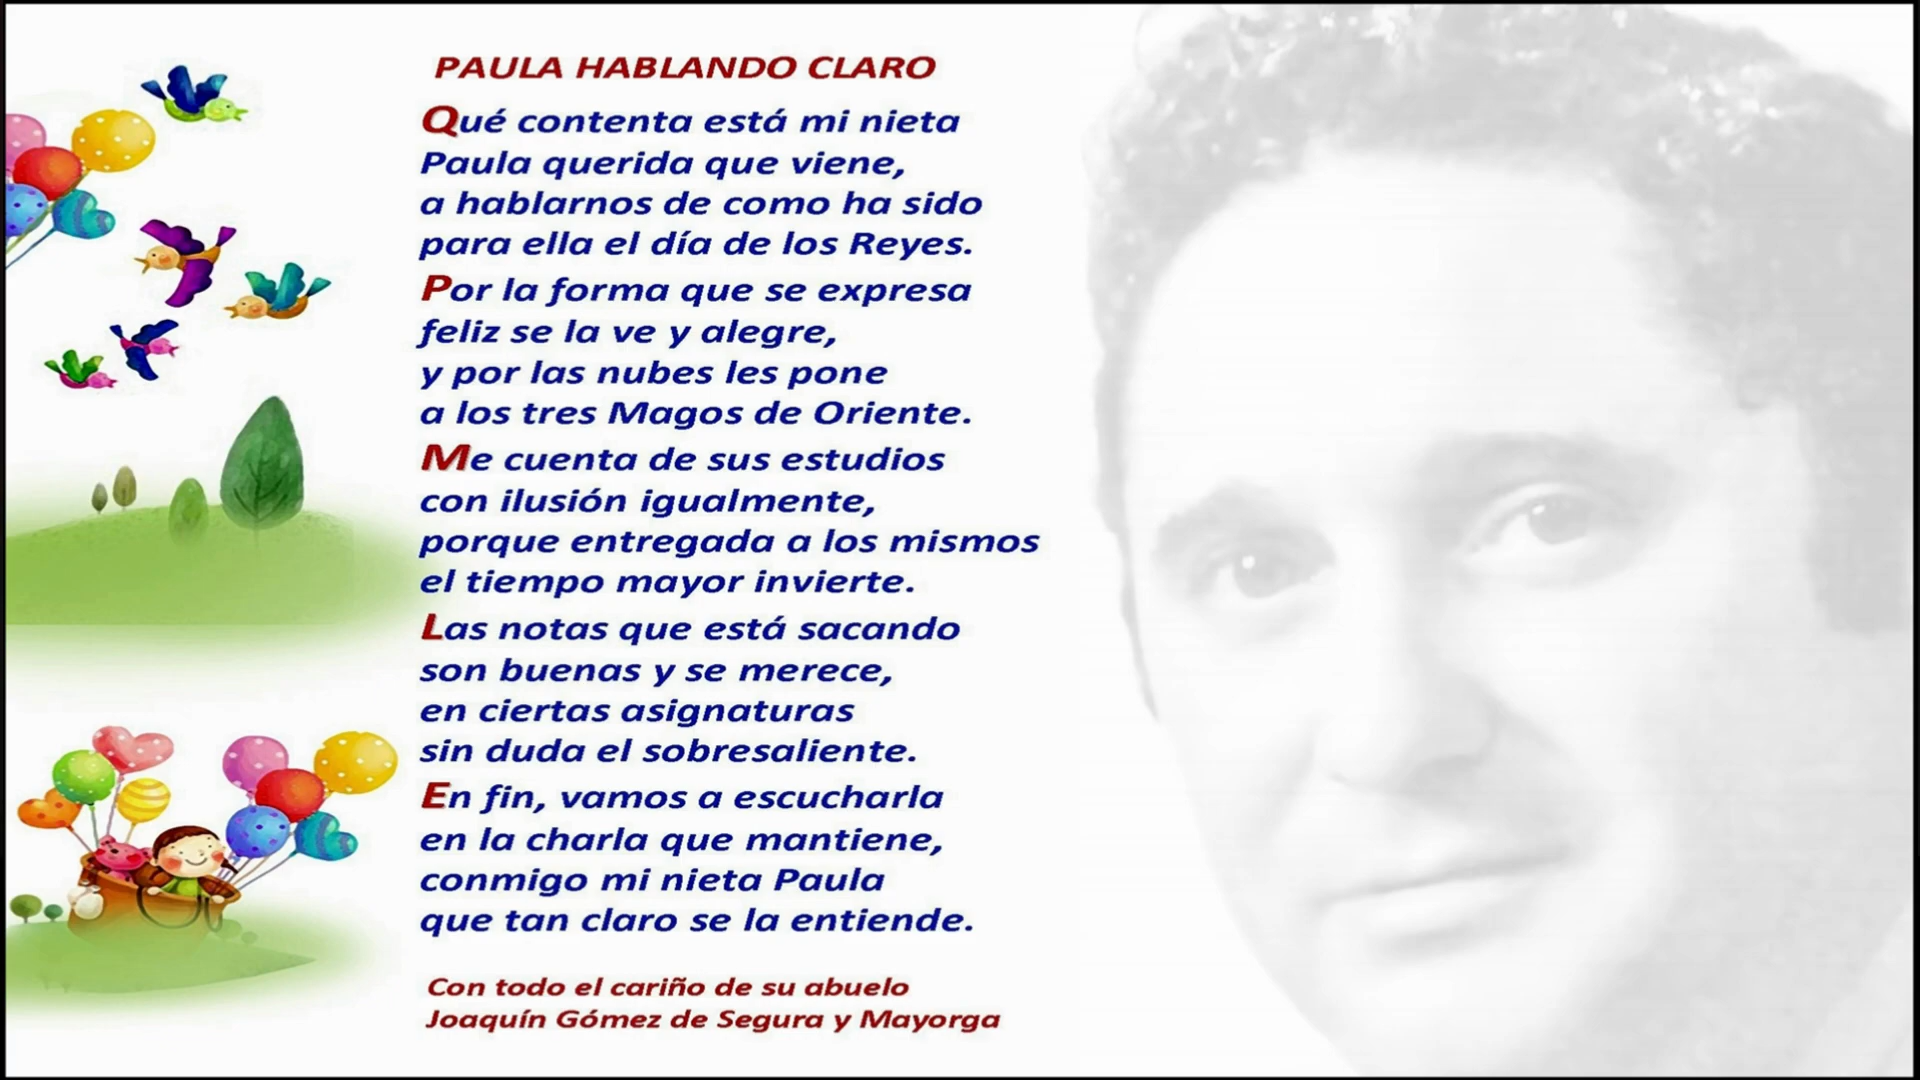 PAULA HABLANDO CLARO
Qué contenta está mi nieta
Paula querida que viene,
a hablarnos de como ha sido
para ella el día de los Reyes.
Por la forma que se expresa
feliz se la ve y alegre,
y por las nubes les pone
a los tres Magos de Oriente.
Me cuenta de sus estudios
con ilusión igualmente,
porque entregada a los mismos
el tiempo mayor invierte.
Las notas que está sacando
son buenas y se merece,
en ciertas asignaturas
sin duda el sobresaliente.
En fin, vamos a escucharla
en la charla que mantiene,
conmigo mi nieta Paula
que tan claro se la entiende.
Con todo el cariño de su abuelo
Joaquín Gómez de Segura y Mayorga